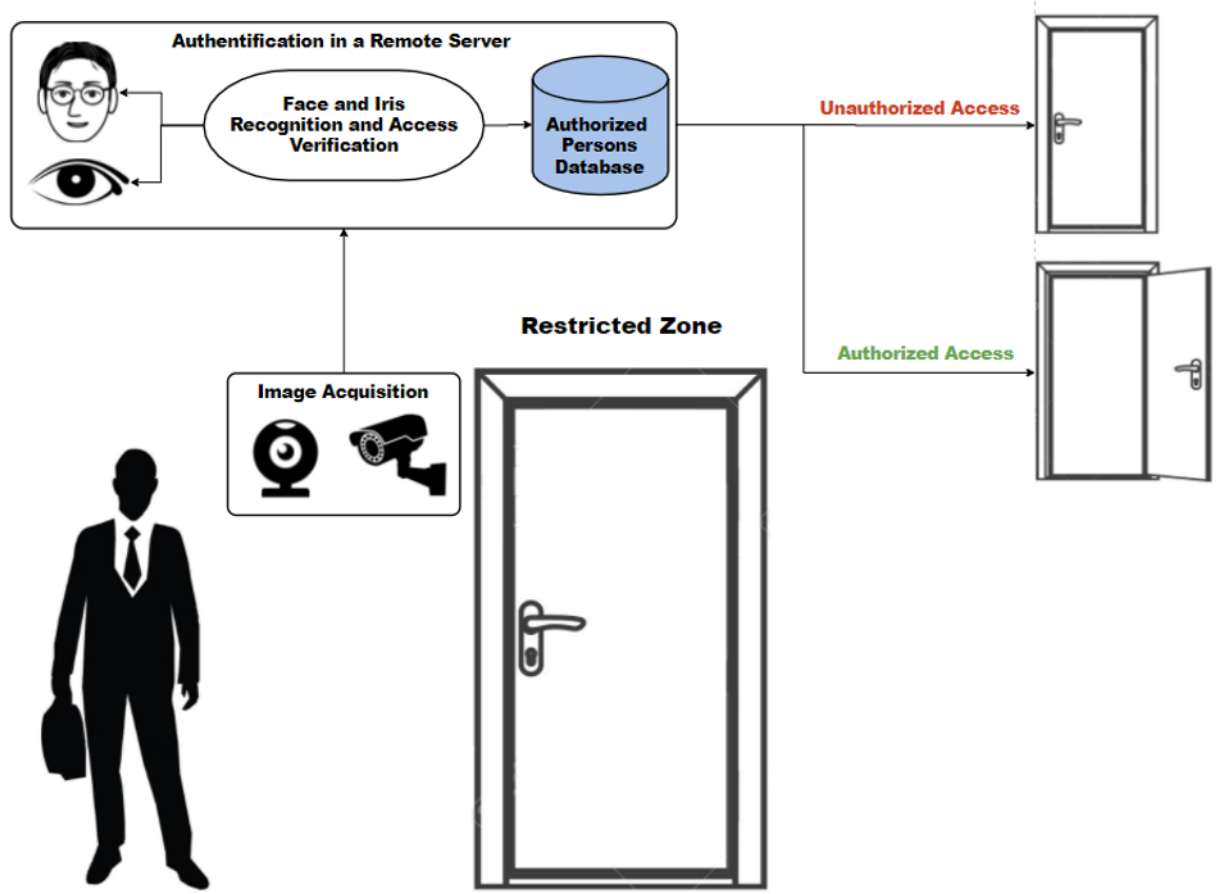 Authentification in a Remote Server
Face and Iris
Recognition and Access
Verification
Authorized
Persons
Database
Unauthorized Access
Authorized Access
Restricted Zone
Image Acquisition